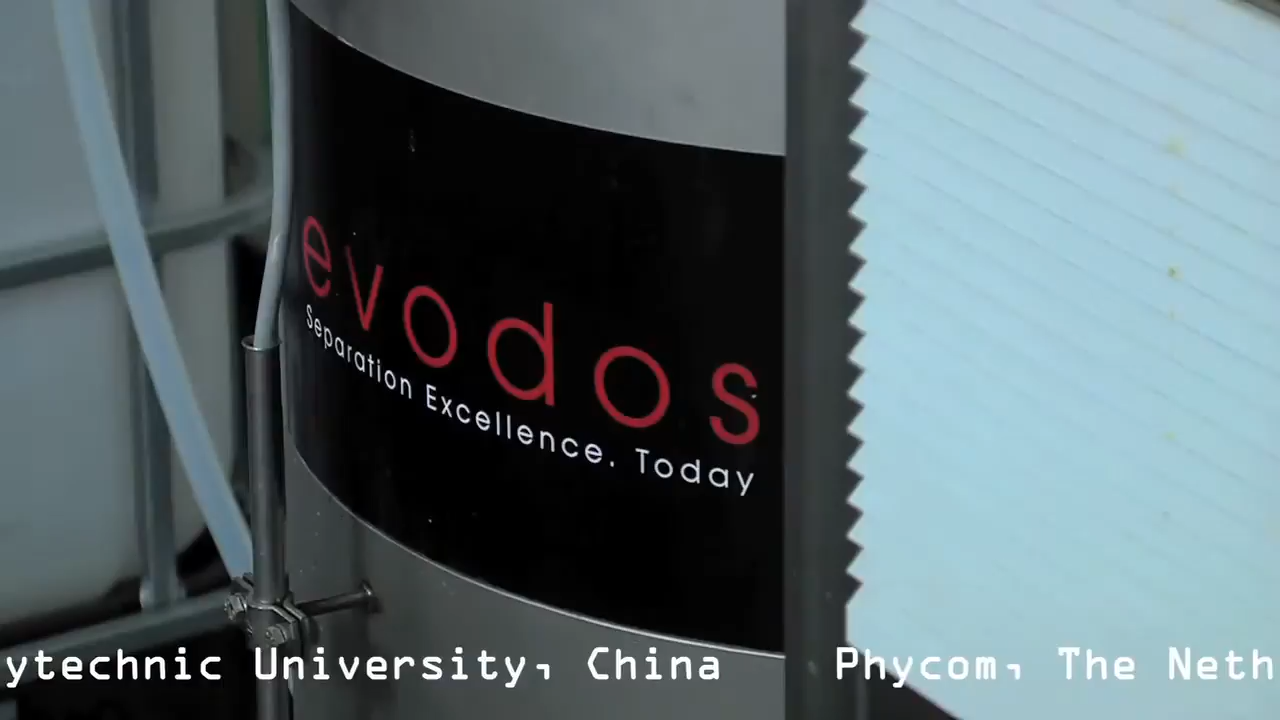 evodos
Separation Excellence. Today
ytechnic University, China Phycom, The Neth